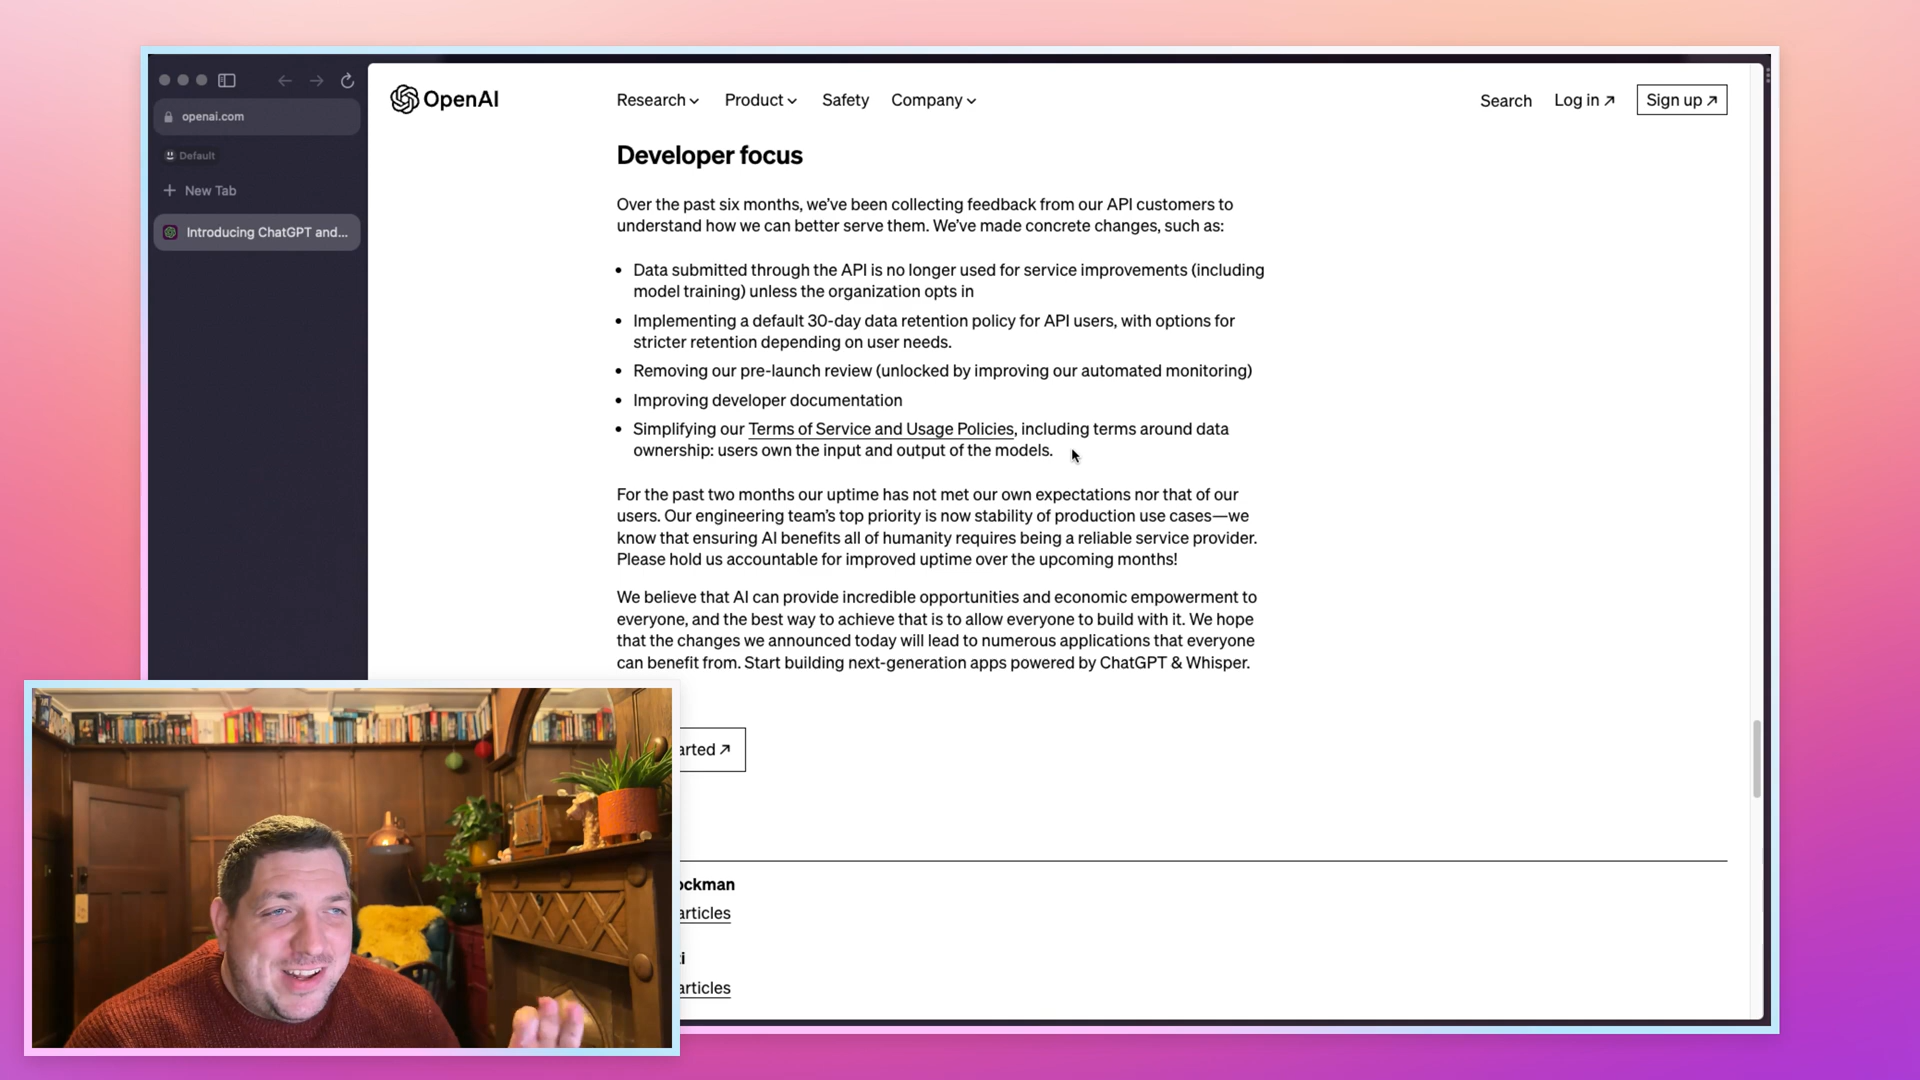 OpenAI
Research
Product
Safety
Company
Search
Log in ↗
Sign up ↗
openai.com
Default
New Tab
Introducing ChatGPT and...
Developer focus
Over the past six months, we've been collecting feedback from our API customers to
understand how we can better serve them. We've made concrete changes, such as:
• Data submitted through the API is no longer used for service improvements (including
model training) unless the organization opts in
• Implementing a default 30-day data retention policy for API users, with options for
stricter retention depending on user needs.
• Removing our pre-launch review (unlocked by improving our automated monitoring)
• Improving developer documentation
• Simplifying our Terms of Service and Usage Policies, including terms around data
ownership: users own the input and output of the models.
For the past two months our uptime has not met our own expectations nor that of our
users. Our engineering team's top priority is now stability of production use cases—we
know that ensuring AI benefits all of humanity requires being a reliable service provider.
Please hold us accountable for improved uptime over the upcoming months!
We believe that AI can provide incredible opportunities and economic empowerment to
everyone, and the best way to achieve that is to allow everyone to build with it. We hope
that the changes we announced today will lead to numerous applications that everyone
can benefit from. Start building next-generation apps powered by ChatGPT & Whisper.
arted ↗
ockman
articles
ti
articles